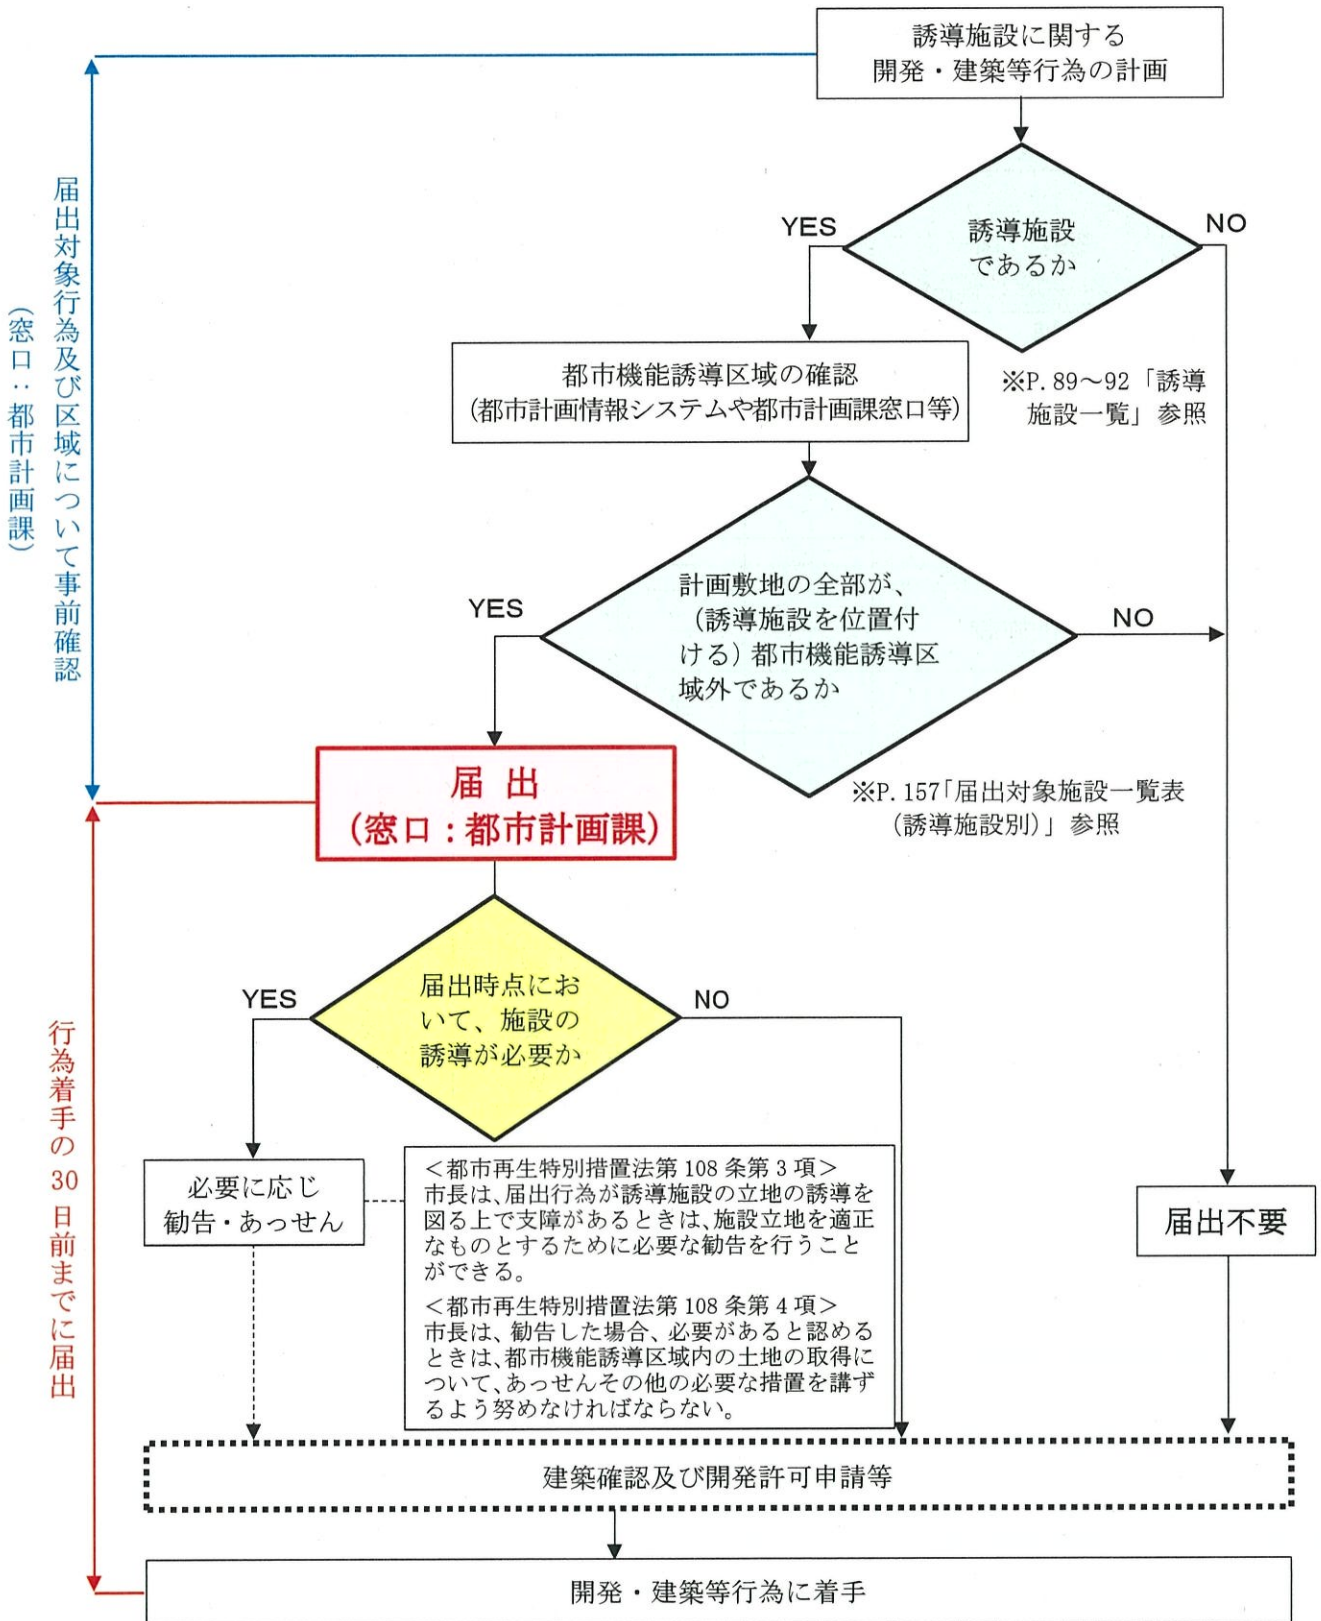 誘導施設に関する
開発・建築等行為の計画
届出対象行為及び区域について事前確認
(窓口：都市計画課)
誘導施設
であるか
YES
NO
※P.89～92「誘導
施設一覧」参照
都市機能誘導区域の確認
(都市計画情報システムや都市計画課窓口等)
計画敷地の全部が、
（誘導施設を位置付
ける）都市機能誘導区
域外であるか
YES
NO
※P.157「届出対象施設一覧表
(誘導施設別)」参照
届 出
（窓口：都市計画課）
届出時点にお
いて、施設の
誘導が必要か
YES
NO
行為着手の 30 日前までに届出
必要に応じ
勧告・あっせん
＜都市再生特別措置法第 108 条第 3 項＞
市長は、届出行為が誘導施設の立地の誘導を
図る上で支障があるときは、施設立地を適正
なものとするために必要な勧告を行うこと
ができる。
＜都市再生特別措置法第 108 条第 4 項＞
市長は、勧告した場合、必要があると認める
ときは、都市機能誘導区域内の土地の取得に
ついて、あっせんその他の必要な措置を講ず
るよう努めなければならない。
届出不要
建築確認及び開発許可申請等
開発・建築等行為に着手